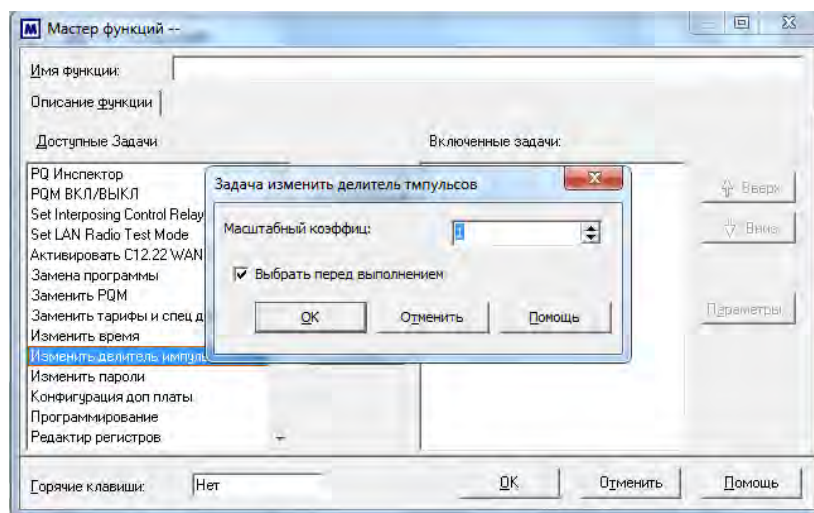 Мастер функций --
Имя функции:
Описание функции
Доступные Задачи
Включенные задачи:
PQ Инспектор
PQM ВКЛ/ВЫКЛ
Set Interposing Control Relay
Set LAN Radio Test Mode
Активировать C12.22 WAN
Замена программы
Заменить PQM
Заменить тарифы и спец д
Изменить время
Изменить делитель импуль
Изменить пароли
Конфигурация доп платы
Программирование
Редактир регистров
Задача изменить делитель тмпульсов
Масштабный коэффиц:
1
Выбрать перед выполнением
OK
Отменить
Помощь
Вверх
Вниз
Параметры
Горячие клавиши:
Нет
OK
Отменить
Помощь